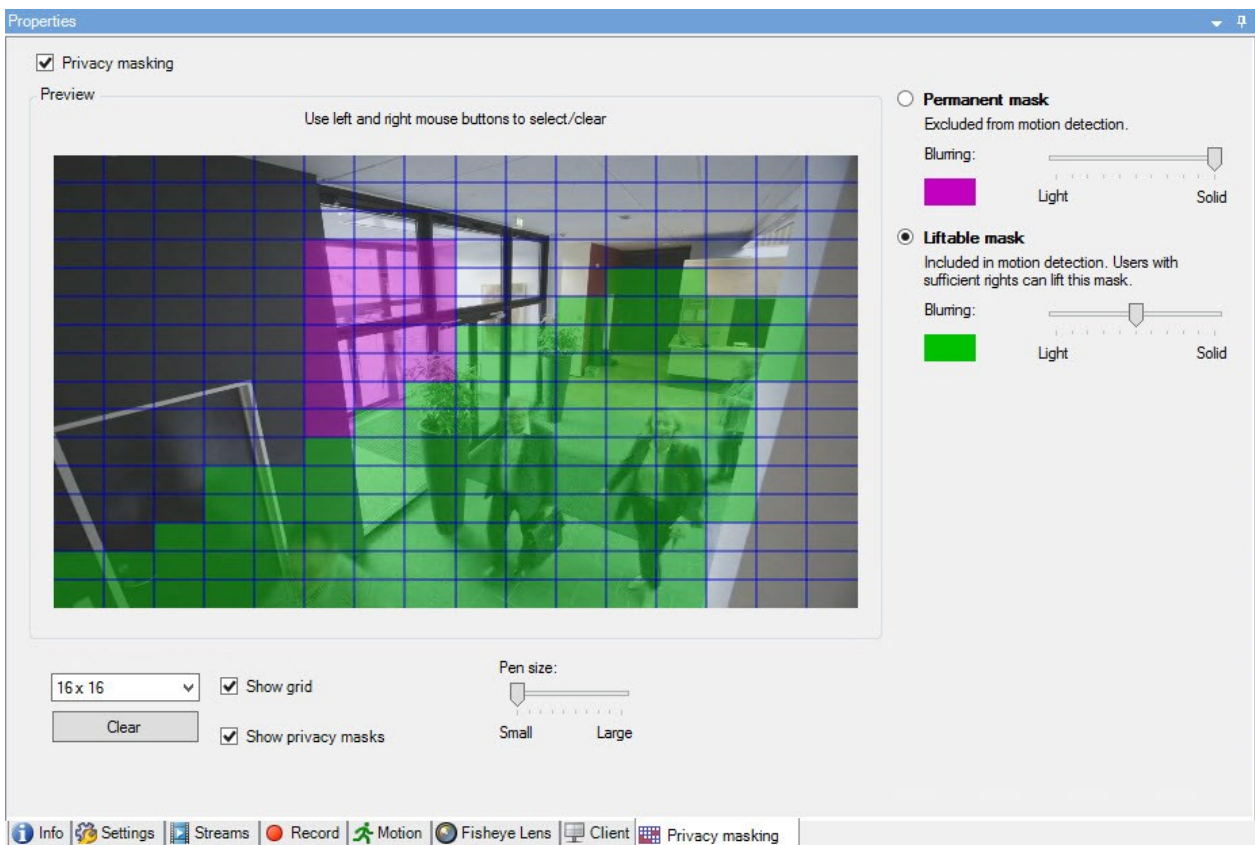 Properties
Privacy masking
Preview
Use left and right mouse buttons to select/clear
Permanent mask
Excluded from motion detection.
Blurring:
Light
Solid
Liftable mask
Included in motion detection. Users with
sufficient rights can lift this mask.
Blurring:
Light
Solid
16 x 16
Show grid
Clear
Show privacy masks
Pen size:
Small
Large
Info
Settings
Streams
Record
Motion
Fisheye Lens
Client
Privacy masking